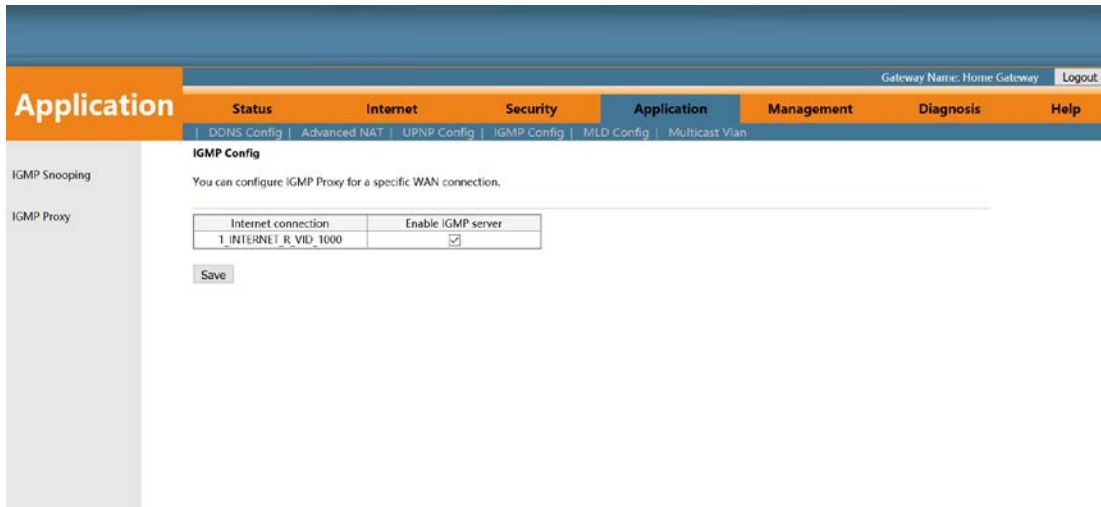 Gateway Name: Home Gateway Logout
Application
Status Internet Security Application Management Diagnosis Help
| DDNS Config | Advanced NAT | UPNP Config | IGMP Config | MLD Config | Multicast Vlan
IGMP Snooping
IGMP Proxy
IGMP Config
You can configure IGMP Proxy for a specific WAN connection.
Internet connection Enable IGMP server
1_INTERNET_R_VID_1000
Save